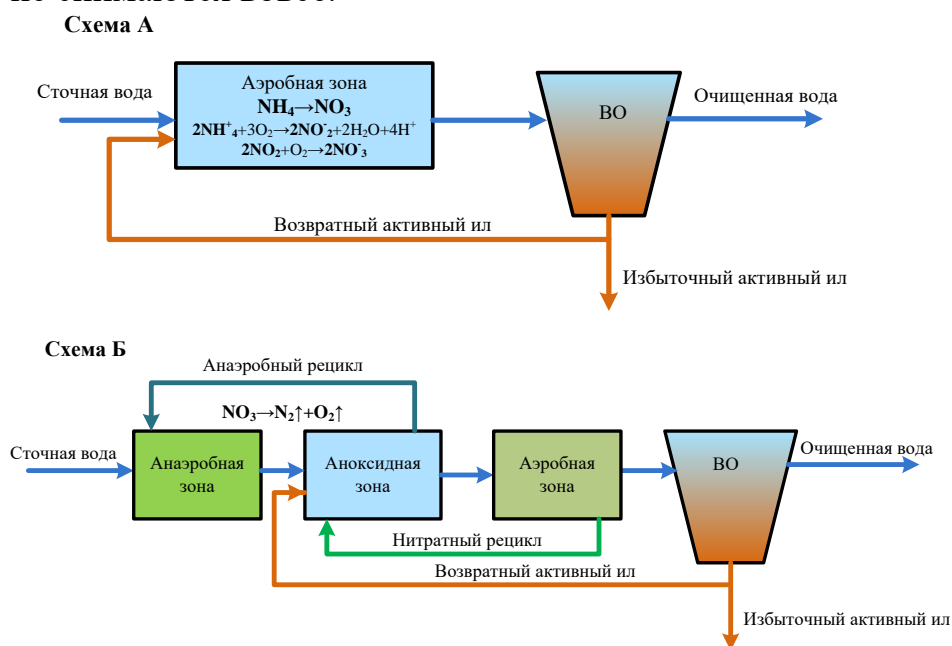 Схема А
Сточная вода
Аэробная зона
NH₄→NO₃
2NH⁺₄+3O₂→2NO⁻₂+2H₂O+4H⁺
2NO₂+O₂→2NO⁻₃
ВО
Очищенная вода
Возвратный активный ил
Избыточный активный ил
Схема Б
Анаэробный рецикл
NO₃→N₂↑+O₂↑
Сточная вода
Анаэробная
зона
Аноксидная
зона
Аэробная
зона
ВО
Очищенная вода
Нитратный рецикл
Возвратный активный ил
Избыточный активный ил